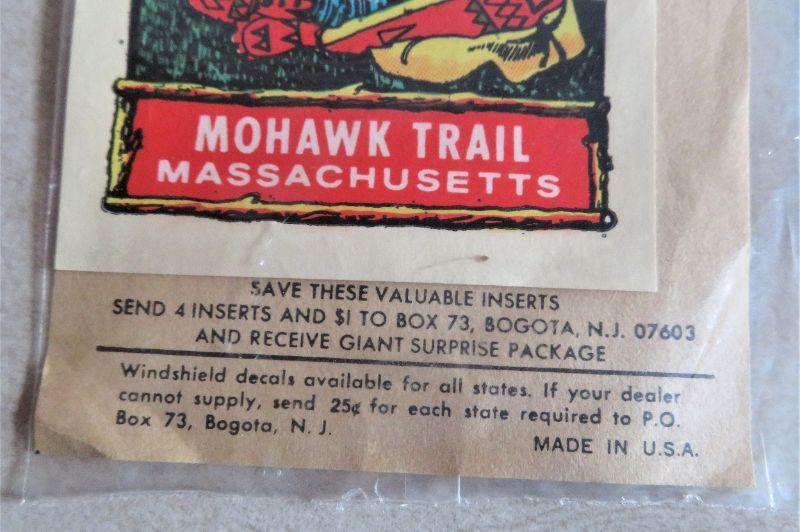 MOHAWK TRAIL
MASSACHUSETTS
SAVE THESE VALUABLE INSERTS
SEND 4 INSERTS AND $1 TO BOX 73, BOGOTA, N.J. 07603
AND RECEIVE GIANT SURPRISE PACKAGE
Windshield decals available for all states. If your dealer
cannot supply, send 25¢ for each state required to P.O.
Box 73, Bogota, N. J.
MADE IN U.S.A.